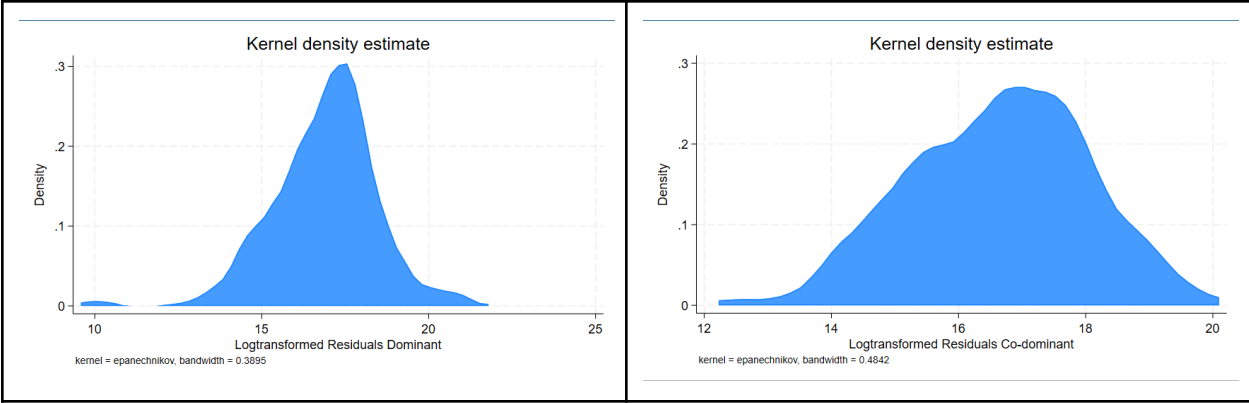 Kernel density estimate
.3
.2
.1
0
Density
10 15 20 25
Logtransformed Residuals Dominant
kernel = epanechnikov, bandwidth = 0.3895
Kernel density estimate
.3
.2
.1
0
Density
12 14 16 18 20
Logtransformed Residuals Co-dominant
kernel = epanechnikov, bandwidth = 0.4842